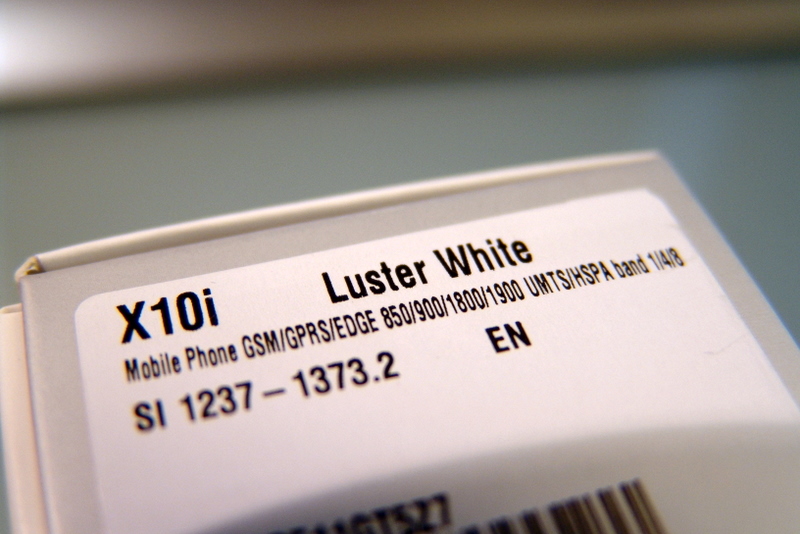 X10i Luster White
Mobile Phone GSM/GPRS/EDGE 850/900/1800/1900 UMTS/HSPA band 1/4/8
SI 1237–1373.2 EN